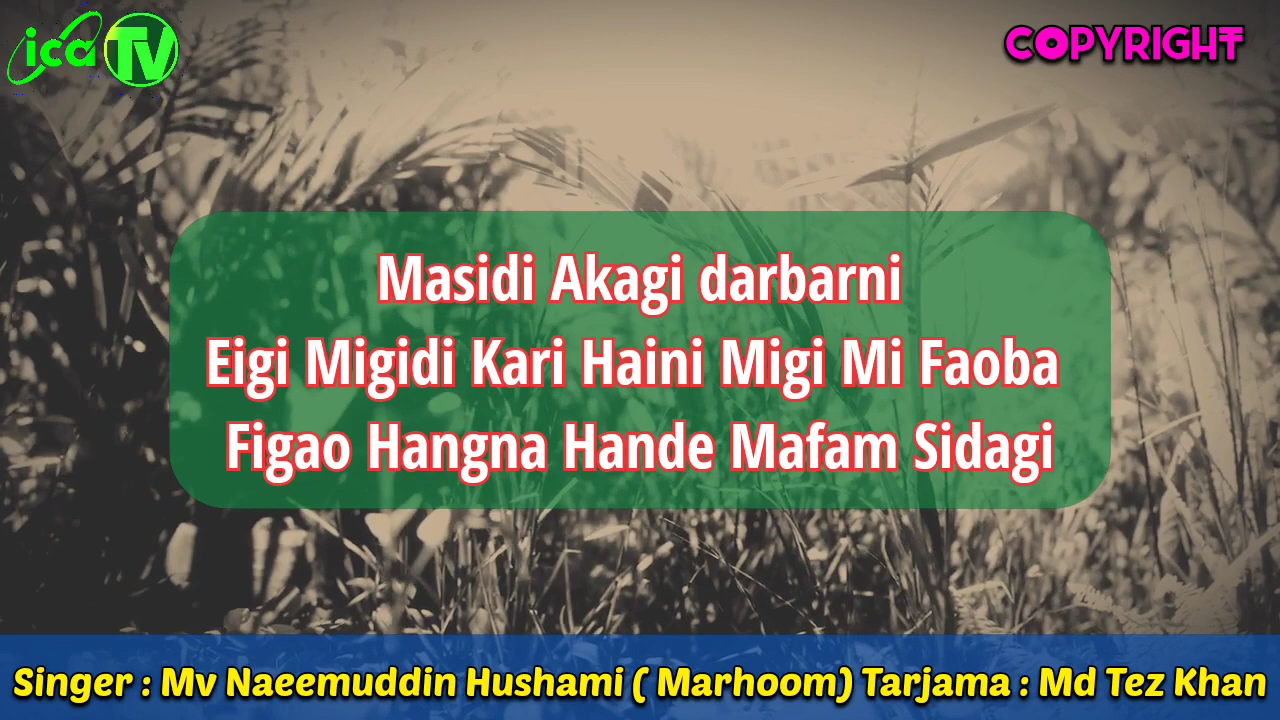 ica TV
COPYRIGHT
Masidi Akagi darbarni
Eigi Migidi Kari Haini Migi Mi Faoba
Figao Hangna Hande Mafam Sidagi
Singer : Mv Naeemuddin Hushami ( Marhoom) Tarjama : Md Tez Khan